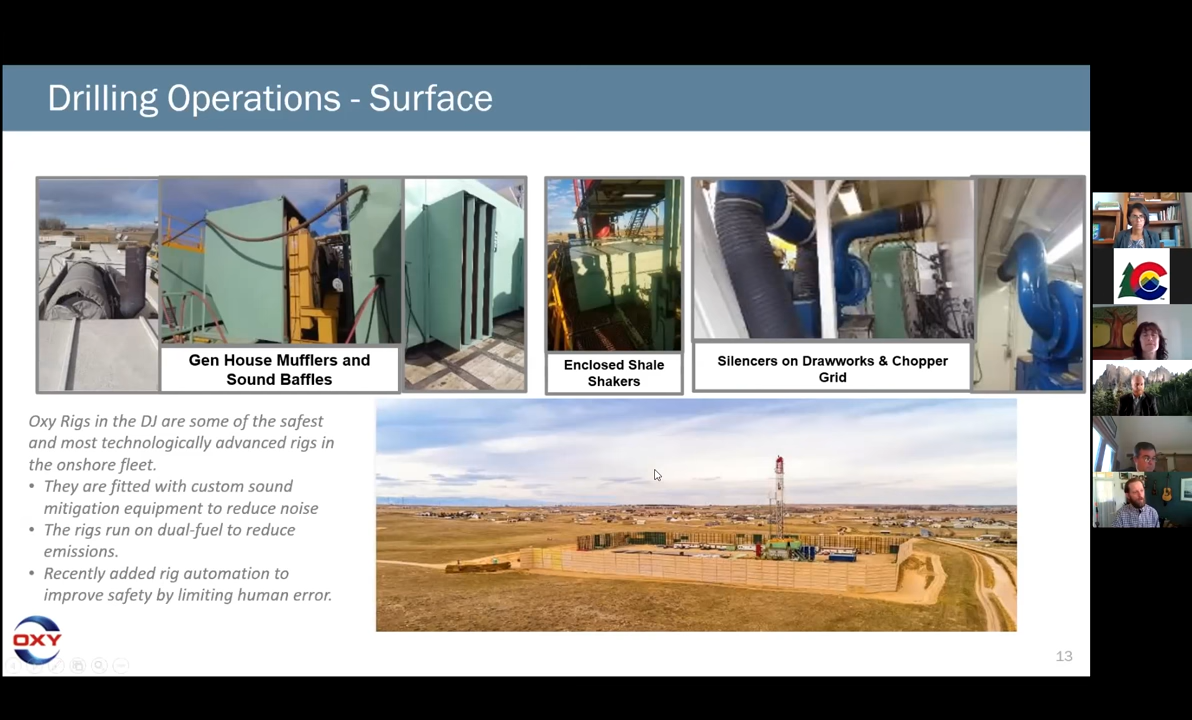 Drilling Operations - Surface
Gen House Mufflers and
Sound Baffles
Enclosed Shale
Shakers
Silencers on Drawworks & Chopper
Grid
Oxy Rigs in the DJ are some of the safest
and most technologically advanced rigs in
the onshore fleet.
• They are fitted with custom sound
mitigation equipment to reduce noise
• The rigs run on dual-fuel to reduce
emissions.
• Recently added rig automation to
improve safety by limiting human error.
OXY
13